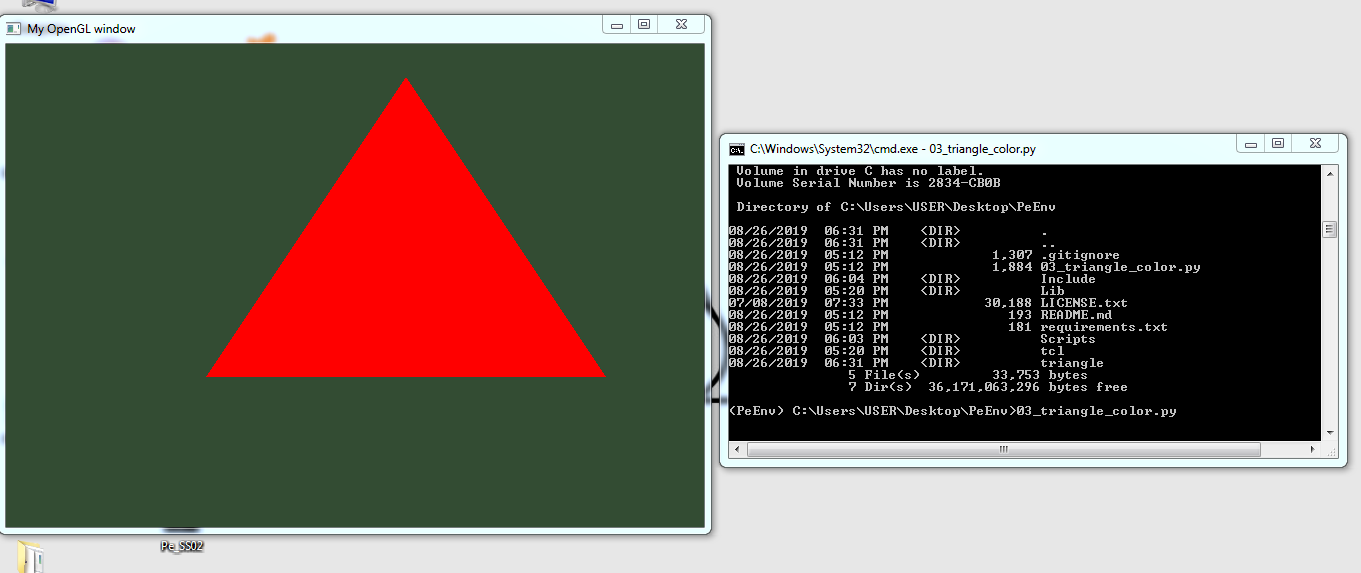 My OpenGL window
C:\Windows\System32\cmd.exe - 03_triangle_color.py
Volume in drive C has no label.
Volume Serial Number is 2834-CB0B
Directory of C:\Users\USER\Desktop\PeEnv
08/26/2019  06:31 PM    <DIR>          .
08/26/2019  06:31 PM    <DIR>          ..
08/26/2019  05:12 PM             1,307 .gitignore
08/26/2019  05:12 PM             1,884 03_triangle_color.py
08/26/2019  06:04 PM    <DIR>          Include
08/26/2019  05:20 PM    <DIR>          Lib
07/08/2019  07:33 PM            30,188 LICENSE.txt
08/26/2019  05:12 PM               193 README.md
08/26/2019  05:12 PM               181 requirements.txt
08/26/2019  06:03 PM    <DIR>          Scripts
08/26/2019  05:20 PM    <DIR>          tcl
08/26/2019  06:31 PM    <DIR>          triangle
5 File(s)         33,753 bytes
7 Dir(s)  36,171,063,296 bytes free
(PeEnv) C:\Users\USER\Desktop\PeEnv>03_triangle_color.py
Pe_SS02